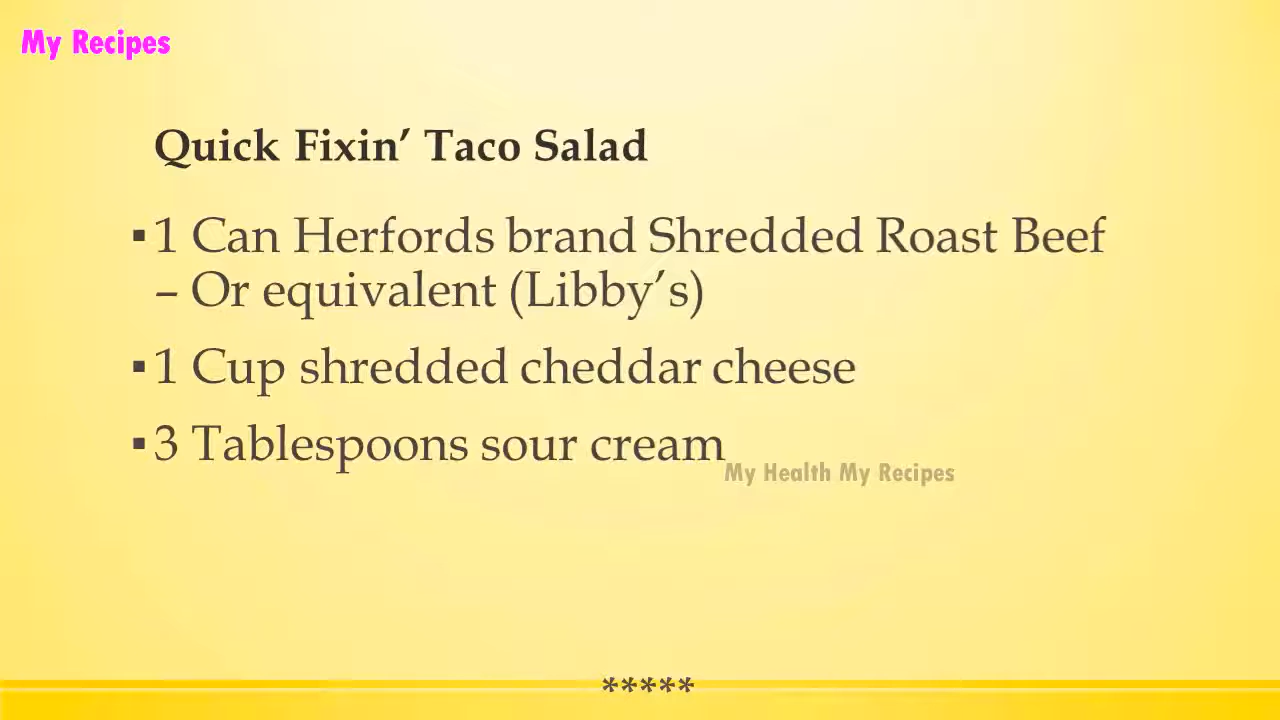 My Recipes
Quick Fixin’ Taco Salad
▪1 Can Herfords brand Shredded Roast Beef
– Or equivalent (Libby’s)
▪1 Cup shredded cheddar cheese
▪3 Tablespoons sour cream
My Health My Recipes
*****